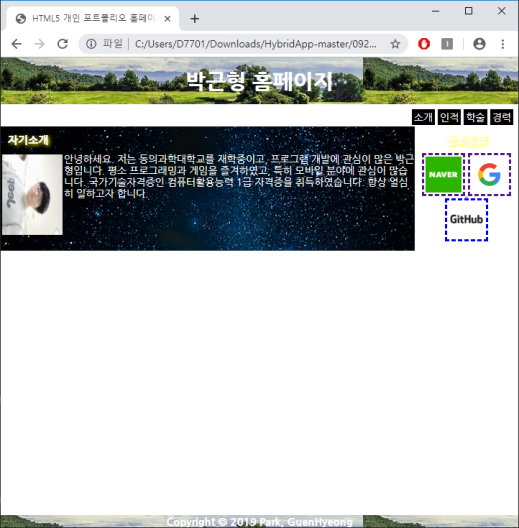 HTML5 개인 포트폴리오 홈페이
파일 | C:/Users/D7701/Downloads/HybridApp-master/092...
박근형 홈페이지
소개 인적 학술 경력
자기소개
안녕하세요. 저는 동의과학대학교를 재학중이고, 프로그램 개발에 관심이 많은 박근
형입니다. 평소 프로그래밍과 게임을 즐겨하였고, 특히 모바일 분야에 관심이 많습
니다. 국가기술자격증인 컴퓨터활용능력 1급 자격증을 취득하였습니다. 항상 열심
히 일하고자 합니다.
NAVER
GitHub
Copyright © 2019 Park, GuenHyeong